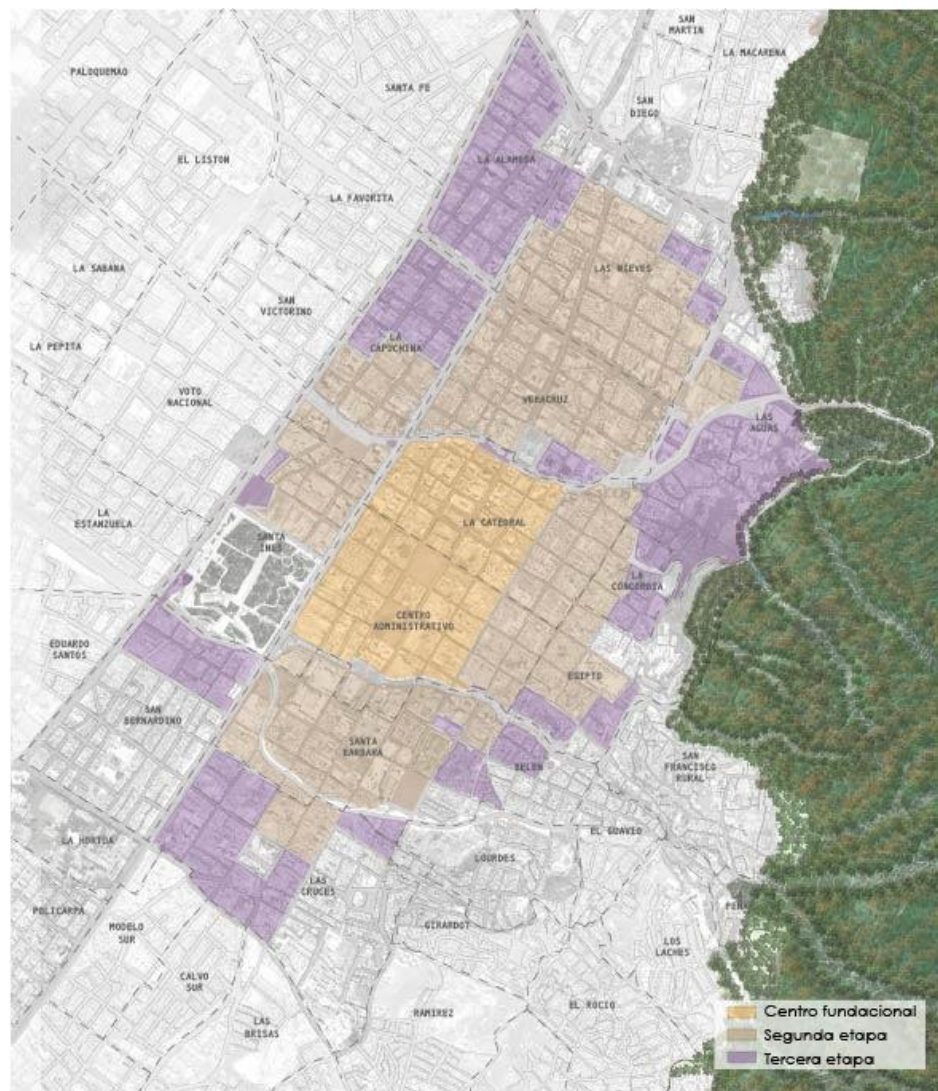 SAN
MARTIN
LA MACARENA
PALOQUEMAO
SANTA FE
SAN
DIEGO
EL LISTON
LA ALAMEDA
LA FAVORITA
LA SABANA
LAS NIEVES
SAN
VICTORINO
LA
CAPUCHINA
LA PEPITA
VOTO
NACIONAL
VERACRUZ
LAS
AGUAS
LA
ESTANZUELA
LA CATEDRAL
SANTA
INES
LA
CONCORDIA
CENTRO
ADMINISTRATIVO
EDUARDO
SANTOS
EGIPTO
SAN
BERNARDINO
SANTA
BARBARA
BELEN
SAN
FRANCISCO
RURAL
EL GUAVIO
LA HORTUA
LOURDES
LAS
CRUCES
POLICARPA
GIRARDOT
MODELO
SUR
LOS
LACHES
CALVO
SUR
EL ROCIO
RAMIREZ
LAS
BRISAS
Centro fundacional
Segunda etapa
Tercera etapa